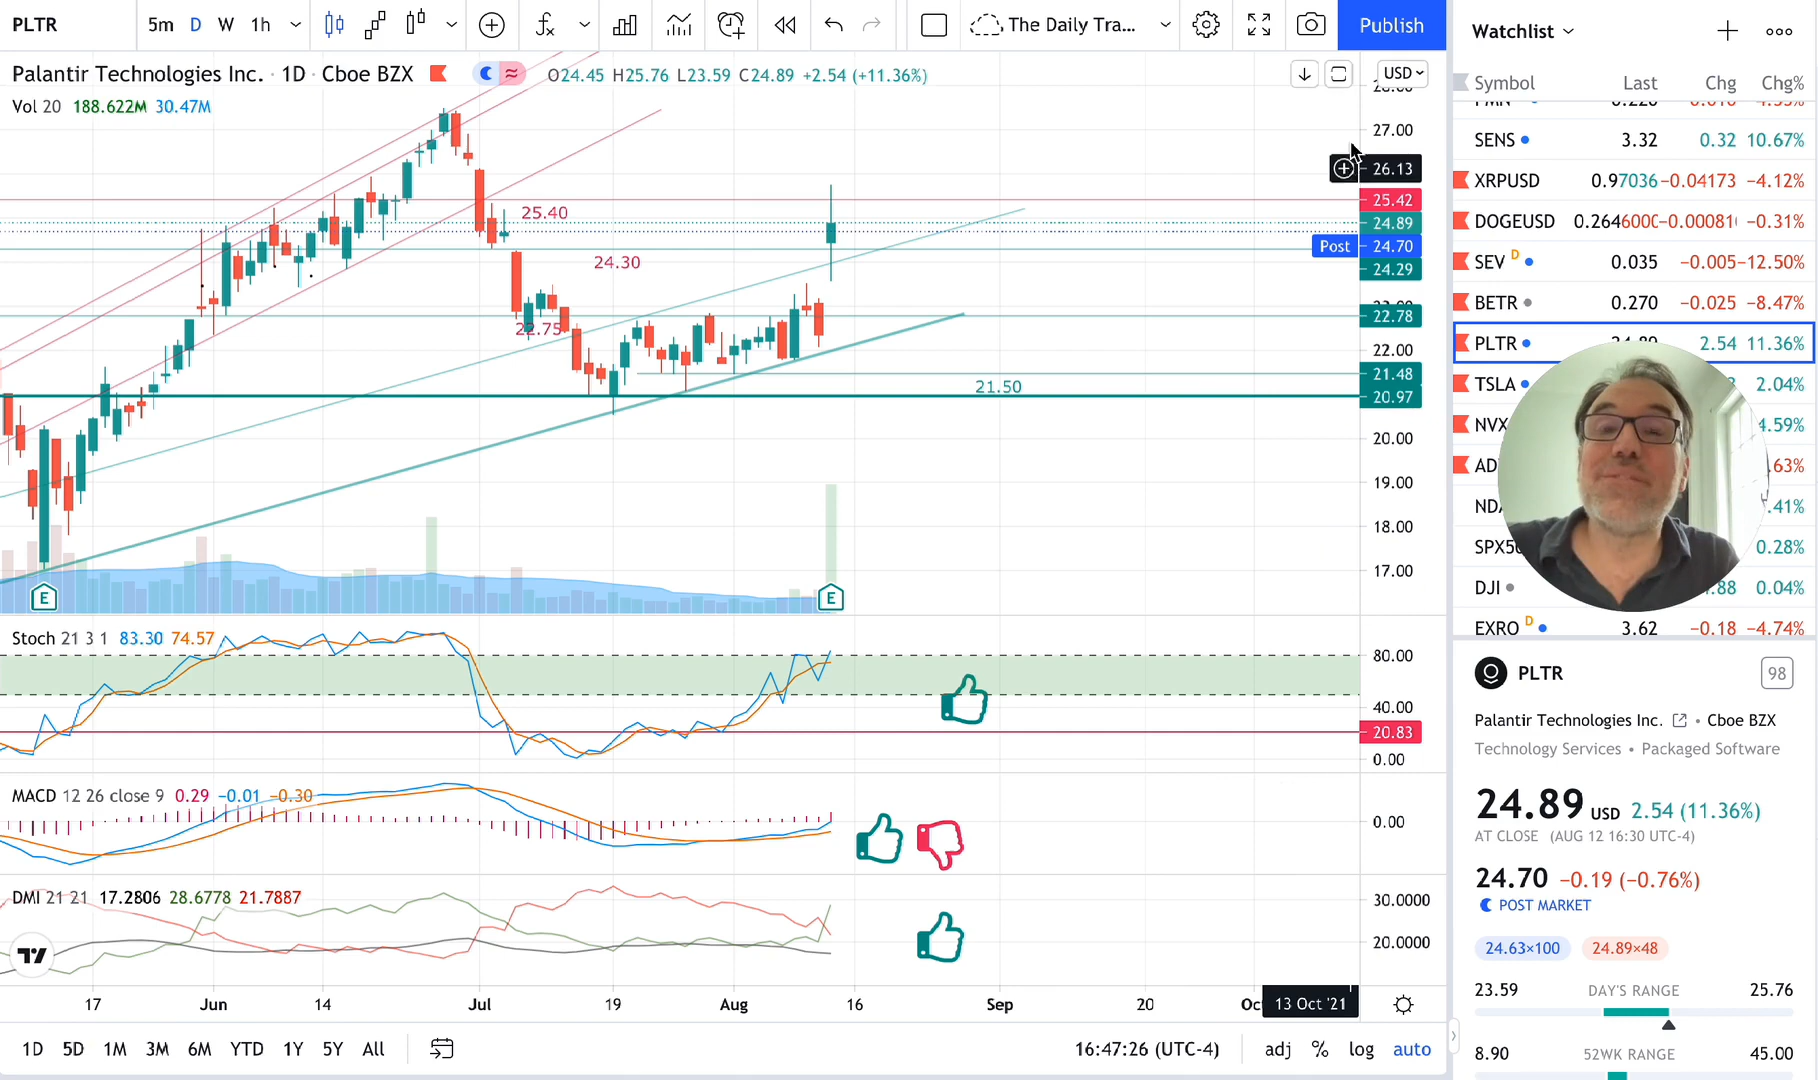 PLTR 5m D W 1h The Daily Tra... Publish
Palantir Technologies Inc. · 1D · Cboe BZX O24.45 H25.76 L23.59 C24.89 +2.54 (+11.36%) USD
Vol 20 188.622M 30.47M
27.00
26.13
25.42
25.40
24.89
Post 24.70
24.30
24.29
22.78
22.75
22.00
21.48
21.50
20.97
20.00
19.00
18.00
17.00
E E
Stoch 21 3 1 83.30 74.57
80.00
40.00
20.83
0.00
MACD 12 26 close 9 0.29 −0.01 −0.30
0.00
DMI 21 21 17.2806 28.6778 21.7887
30.0000
20.0000
17 Jun 14 Jul 19 Aug 16 Sep 20 13 Oct '21
1D 5D 1M 3M 6M YTD 1Y 5Y All 16:47:26 (UTC-4) adj % log auto
Watchlist
Symbol Last Chg Chg%
SENS 3.32 0.32 10.67%
XRPUSD 0.97036 −0.04173 −4.12%
DOGEUSD −0.31%
SEV D 0.035 −0.005 −12.50%
BETR 0.270 −0.025 −8.47%
PLTR 2.54 11.36%
TSLA 2.04%
NVX
SPX50 0.28%
DJI 0.04%
EXRO D 3.62 −0.18 −4.74%
PLTR 98
Palantir Technologies Inc. • Cboe BZX
Technology Services • Packaged Software
24.89 USD 2.54 (11.36%)
AT CLOSE (AUG 12 16:30 UTC-4)
24.70 −0.19 (−0.76%)
POST MARKET
24.63×100 24.89×48
23.59 DAY'S RANGE 25.76
8.90 52WK RANGE 45.00